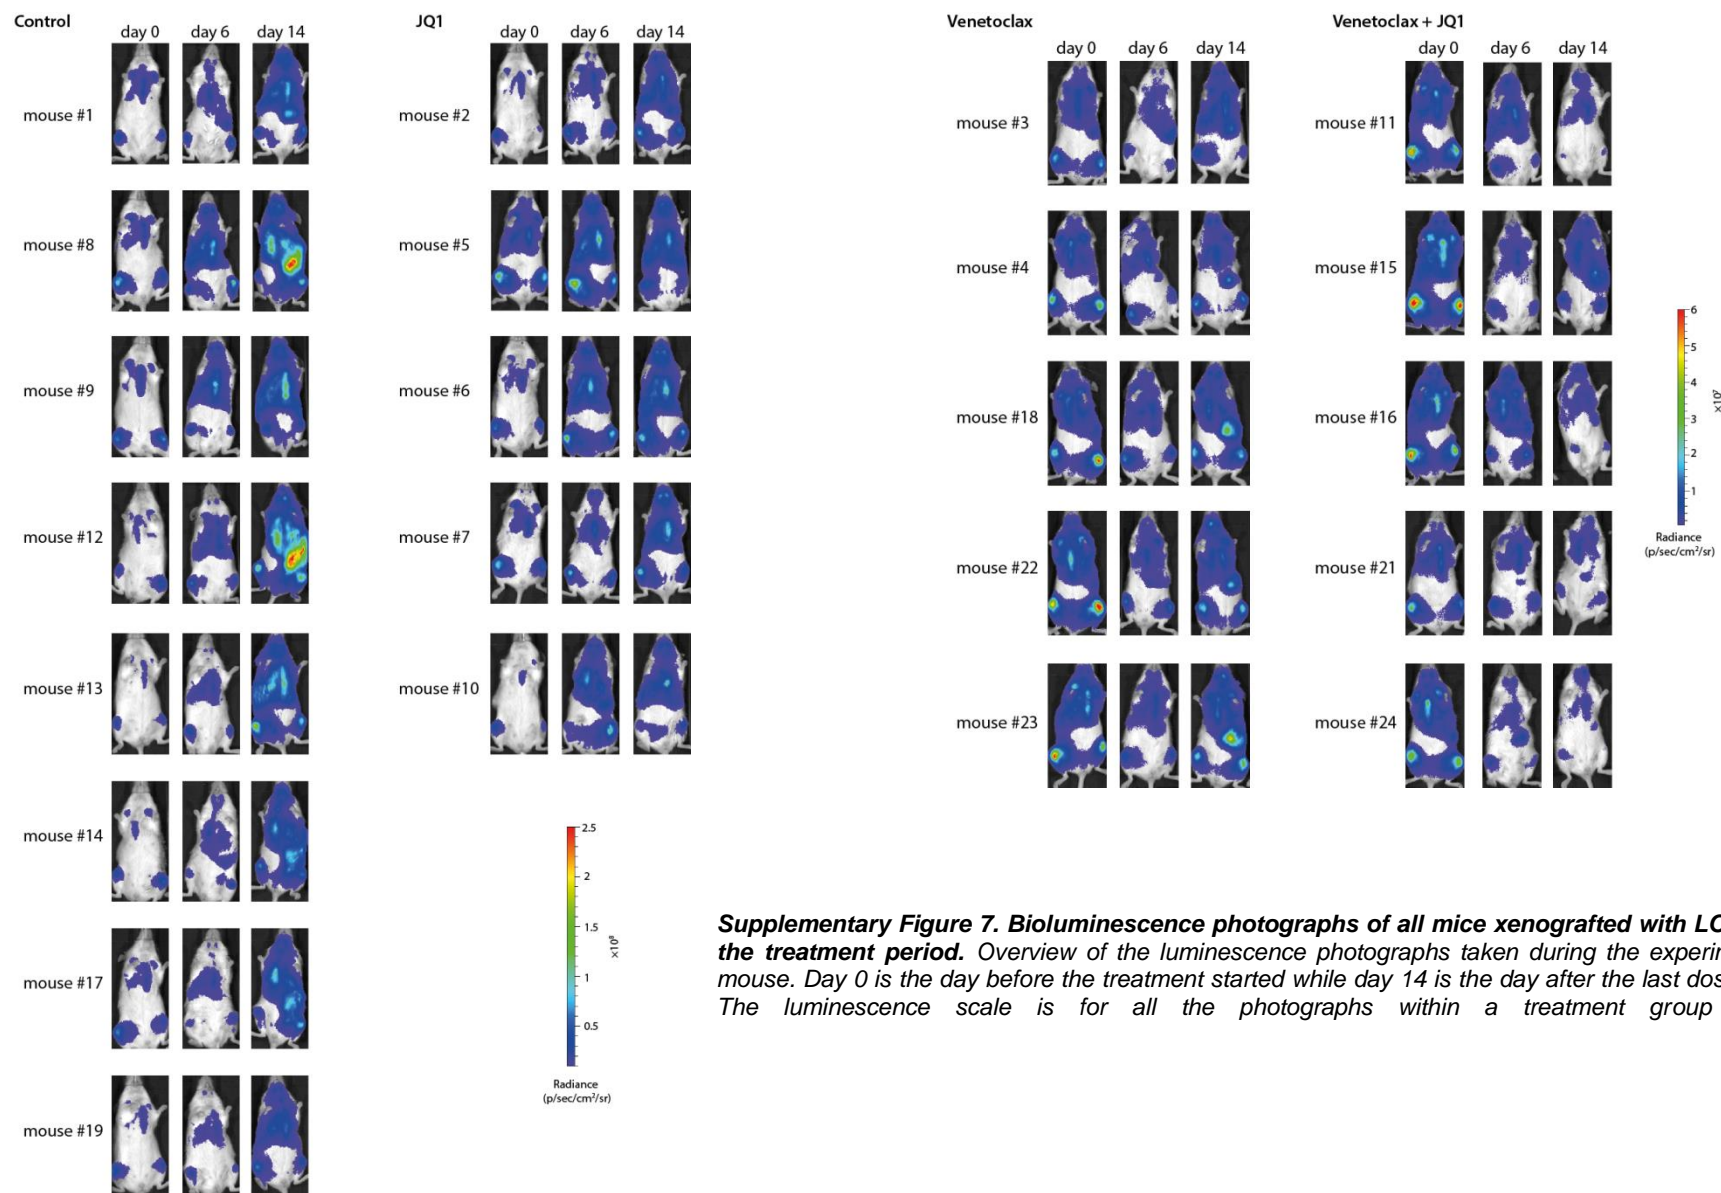 Control
day 0 day 6 day 14
mouse #1
mouse #8
mouse #9
mouse #12
mouse #13
mouse #14
mouse #17
mouse #19
JQ1
day 0 day 6 day 14
mouse #2
mouse #5
mouse #6
mouse #7
mouse #10
2.5
2
1.5
1
0.5
×10⁸
Radiance
(p/sec/cm²/sr)
Venetoclax
day 0 day 6 day 14
mouse #3
mouse #4
mouse #18
mouse #22
mouse #23
Venetoclax + JQ1
day 0 day 6 day 14
mouse #11
mouse #15
mouse #16
mouse #21
mouse #24
6
5
4
3
2
1
×10⁷
Radiance
(p/sec/cm²/sr)
Supplementary Figure 7. Bioluminescence photographs of all mice xenografted with
the treatment period. Overview of the luminescence photographs taken during the
mouse. Day 0 is the day before the treatment started while day 14 is the day after the last
The luminescence scale is for all the photographs within a treatment group